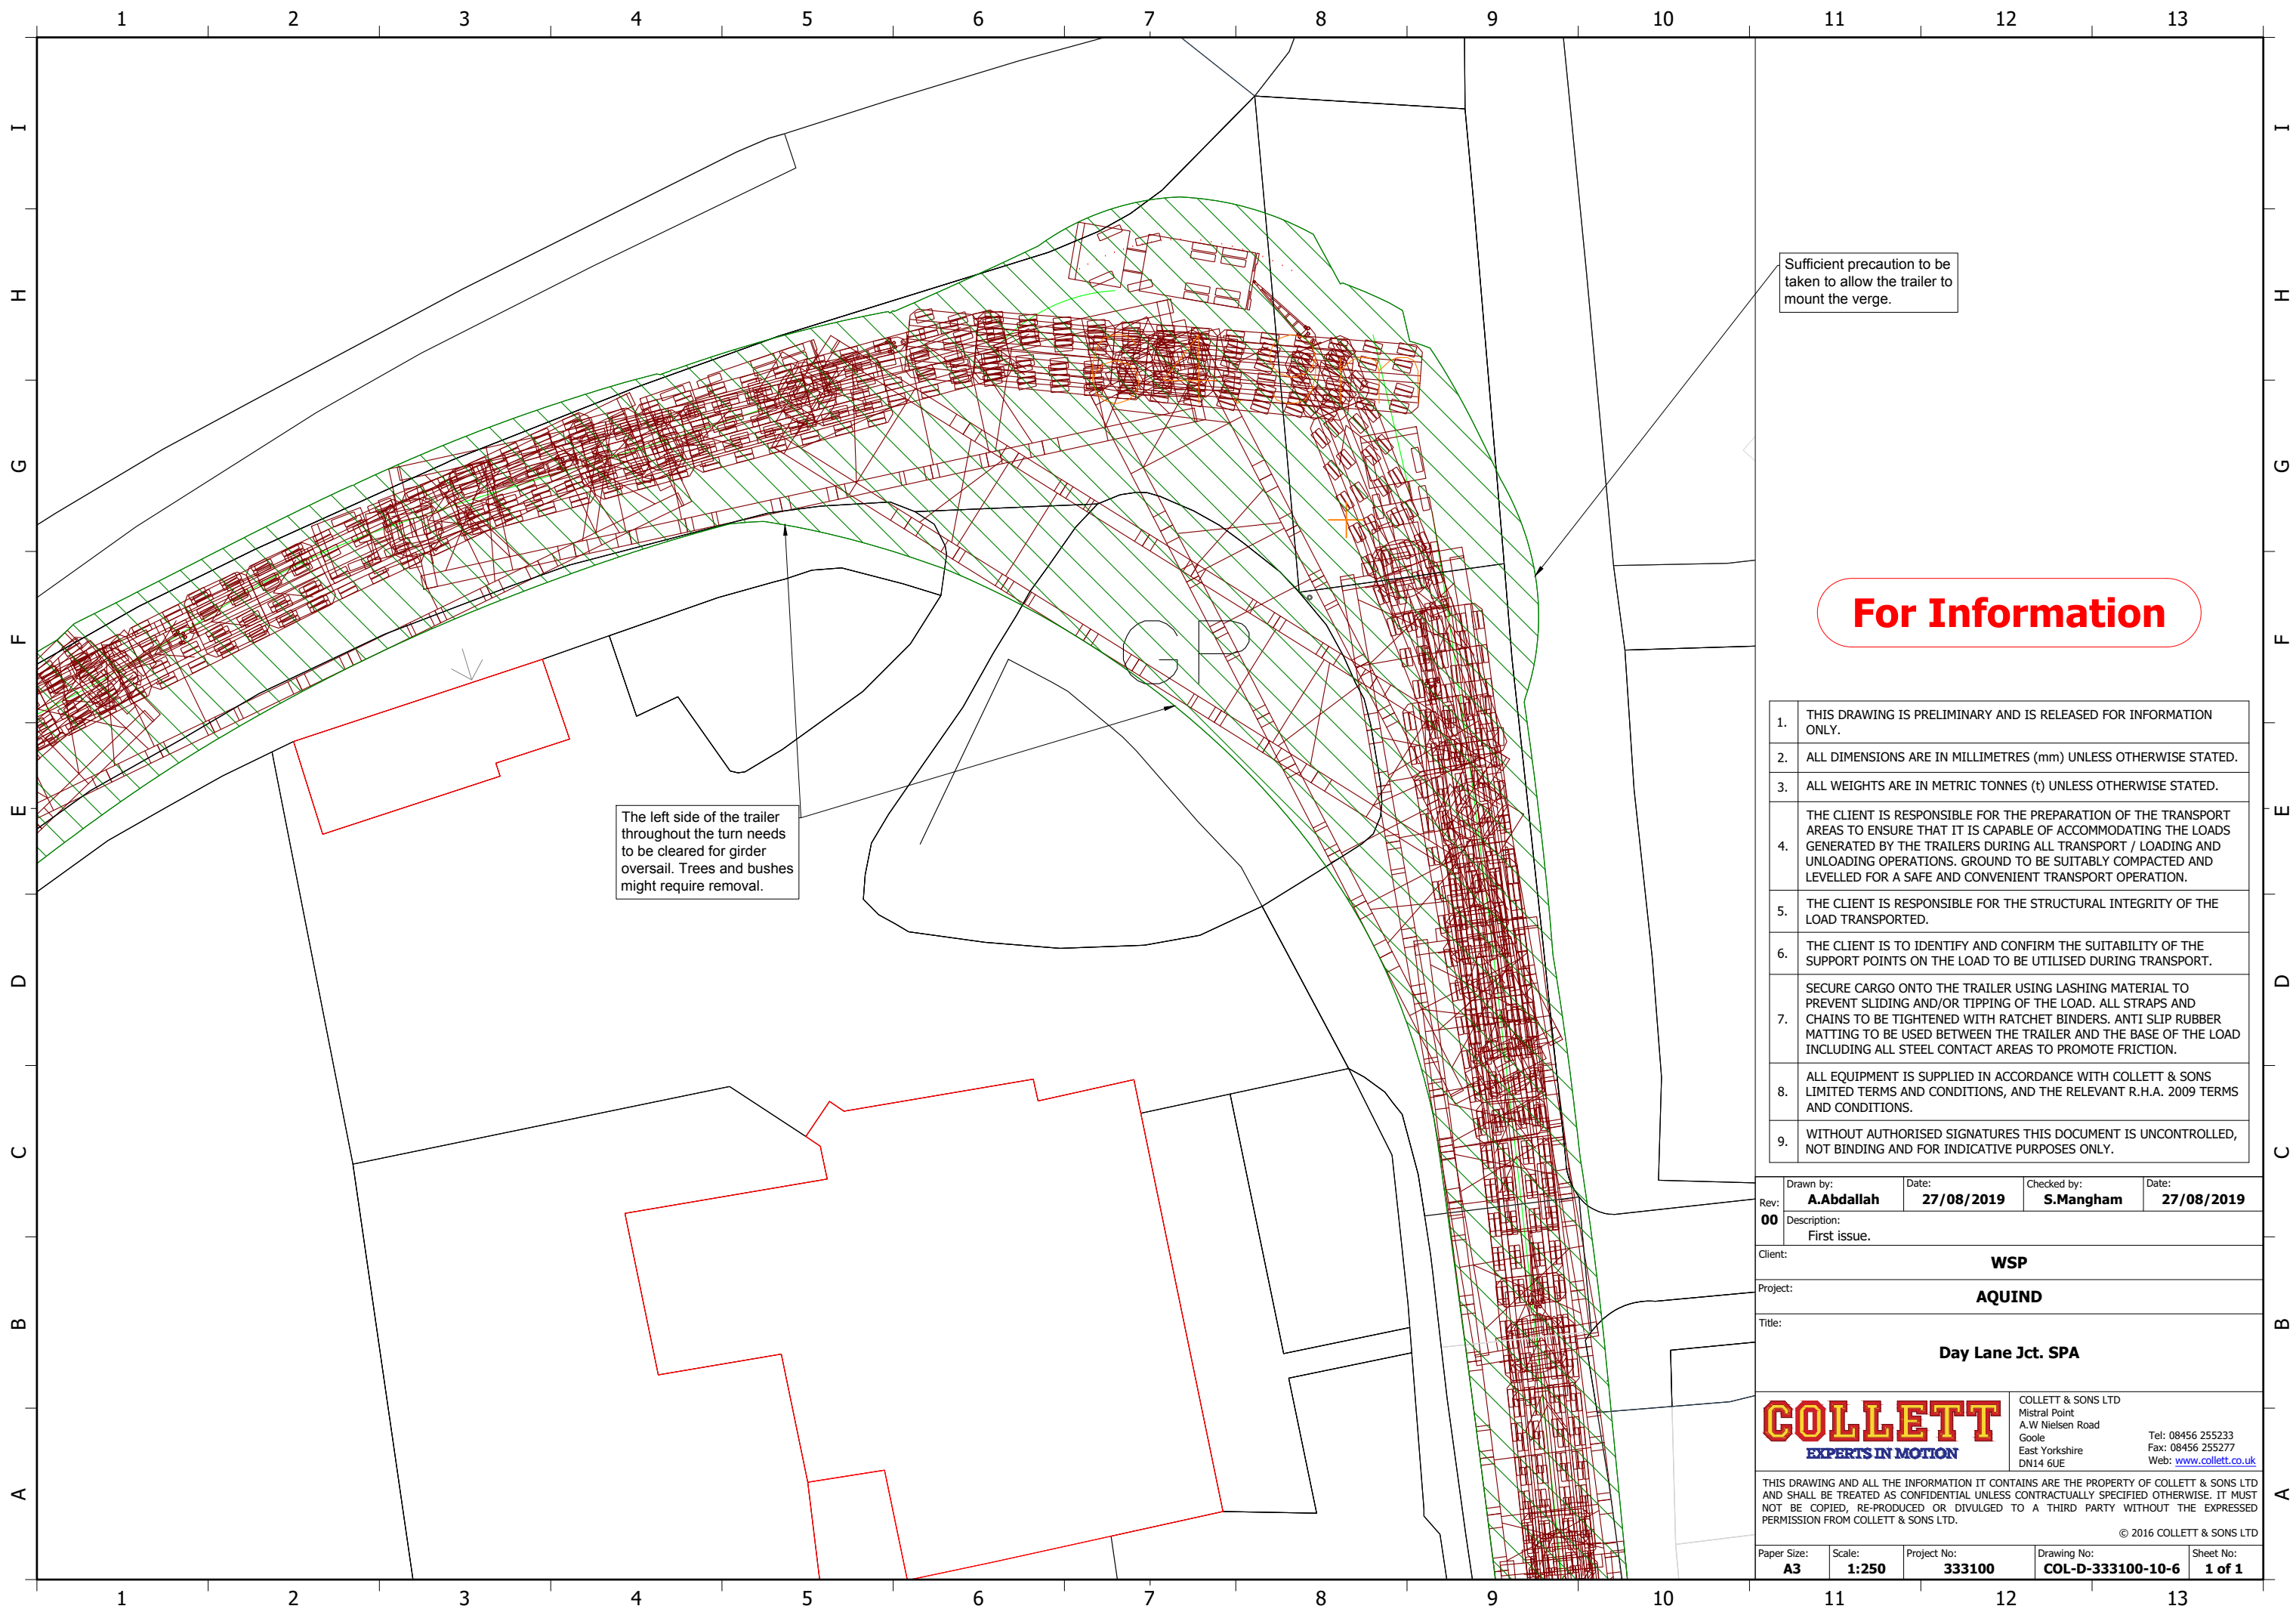 1 2 3 4 5 6 7 8 9 10 11 12 13
I I
H H
G G
F F
E E
D D
C C
B B
A A
Sufficient precaution to be
taken to allow the trailer to
mount the verge.
GP
The left side of the trailer
throughout the turn needs
to be cleared for girder
oversail. Trees and bushes
might require removal.
For Information
1. THIS DRAWING IS PRELIMINARY AND IS RELEASED FOR INFORMATION
ONLY.
2. ALL DIMENSIONS ARE IN MILLIMETRES (mm) UNLESS OTHERWISE STATED.
3. ALL WEIGHTS ARE IN METRIC TONNES (t) UNLESS OTHERWISE STATED.
4. THE CLIENT IS RESPONSIBLE FOR THE PREPARATION OF THE TRANSPORT
AREAS TO ENSURE THAT IT IS CAPABLE OF ACCOMMODATING THE LOADS
GENERATED BY THE TRAILERS DURING ALL TRANSPORT / LOADING AND
UNLOADING OPERATIONS. GROUND TO BE SUITABLY COMPACTED AND
LEVELLED FOR A SAFE AND CONVENIENT TRANSPORT OPERATION.
5. THE CLIENT IS RESPONSIBLE FOR THE STRUCTURAL INTEGRITY OF THE
LOAD TRANSPORTED.
6. THE CLIENT IS TO IDENTIFY AND CONFIRM THE SUITABILITY OF THE
SUPPORT POINTS ON THE LOAD TO BE UTILISED DURING TRANSPORT.
7. SECURE CARGO ONTO THE TRAILER USING LASHING MATERIAL TO
PREVENT SLIDING AND/OR TIPPING OF THE LOAD. ALL STRAPS AND
CHAINS TO BE TIGHTENED WITH RATCHET BINDERS. ANTI SLIP RUBBER
MATTING TO BE USED BETWEEN THE TRAILER AND THE BASE OF THE LOAD
INCLUDING ALL STEEL CONTACT AREAS TO PROMOTE FRICTION.
8. ALL EQUIPMENT IS SUPPLIED IN ACCORDANCE WITH COLLETT & SONS
LIMITED TERMS AND CONDITIONS, AND THE RELEVANT R.H.A. 2009 TERMS
AND CONDITIONS.
9. WITHOUT AUTHORISED SIGNATURES THIS DOCUMENT IS UNCONTROLLED,
NOT BINDING AND FOR INDICATIVE PURPOSES ONLY.
Rev: Drawn by: Date: Checked by: Date:
A.Abdallah 27/08/2019 S.Mangham 27/08/2019
00 Description:
First issue.
Client:
WSP
Project:
AQUIND
Title:
Day Lane Jct. SPA
COLLETT
EXPERTS IN MOTION
COLLETT & SONS LTD
Mistral Point
A.W Nielsen Road
Goole
East Yorkshire
DN14 6UE
Tel: 08456 255233
Fax: 08456 255277
Web: www.collett.co.uk
THIS DRAWING AND ALL THE INFORMATION IT CONTAINS ARE THE PROPERTY OF COLLETT & SONS LTD
AND SHALL BE TREATED AS CONFIDENTIAL UNLESS CONTRACTUALLY SPECIFIED OTHERWISE. IT MUST
NOT BE COPIED, RE-PRODUCED OR DIVULGED TO A THIRD PARTY WITHOUT THE EXPRESSED
PERMISSION FROM COLLETT & SONS LTD.
© 2016 COLLETT & SONS LTD
Paper Size: Scale: Project No: Drawing No: Sheet No:
A3 1:250 333100 COL-D-333100-10-6 1 of 1
1 2 3 4 5 6 7 8 9 10 11 12 13